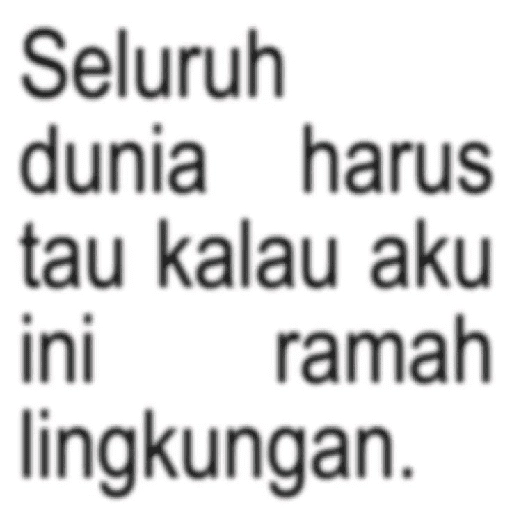 Seluruh
dunia harus
tau kalau aku
ini ramah
lingkungan.